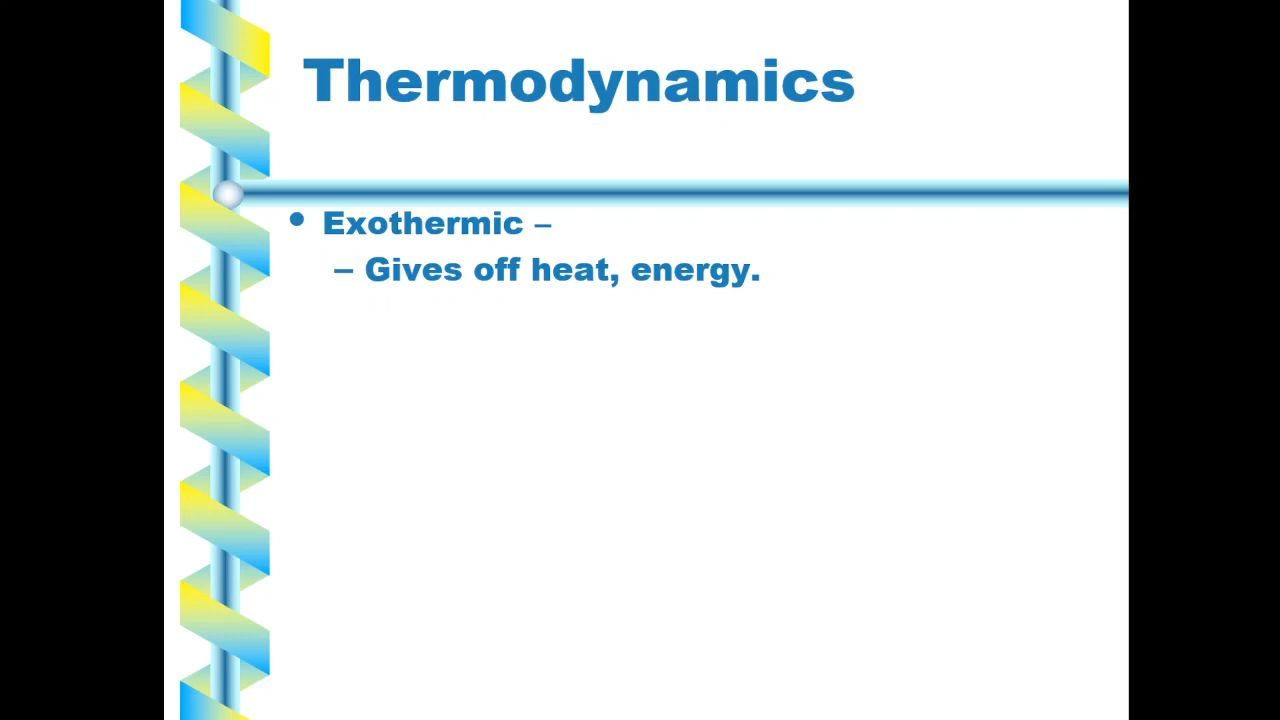 Thermodynamics
• Exothermic –
– Gives off heat, energy.